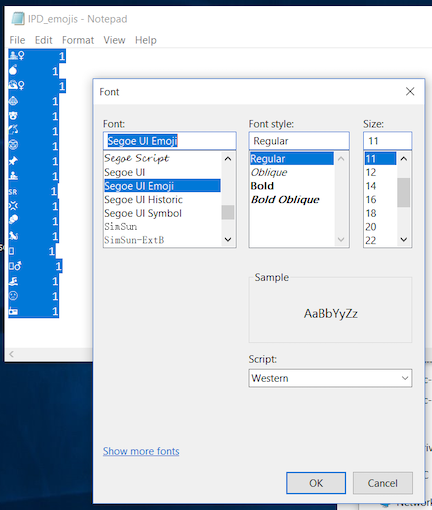 IPD_emojis - Notepad
File Edit Format View Help
1
1
1
1
1
1
1
1
SR 1
1
1
1
1
1
1
1
1
Font
Font:
Segoe UI Emoji
Segoe Script
Segoe UI
Segoe UI Emoji
Segoe UI Historic
Segoe UI Symbol
SimSun
SimSun-ExtB
Font style:
Regular
Regular
Oblique
Bold
Bold Oblique
Size:
11
11
12
14
16
18
20
22
Sample
AaBbYyZz
Script:
Western
Show more fonts
OK Cancel